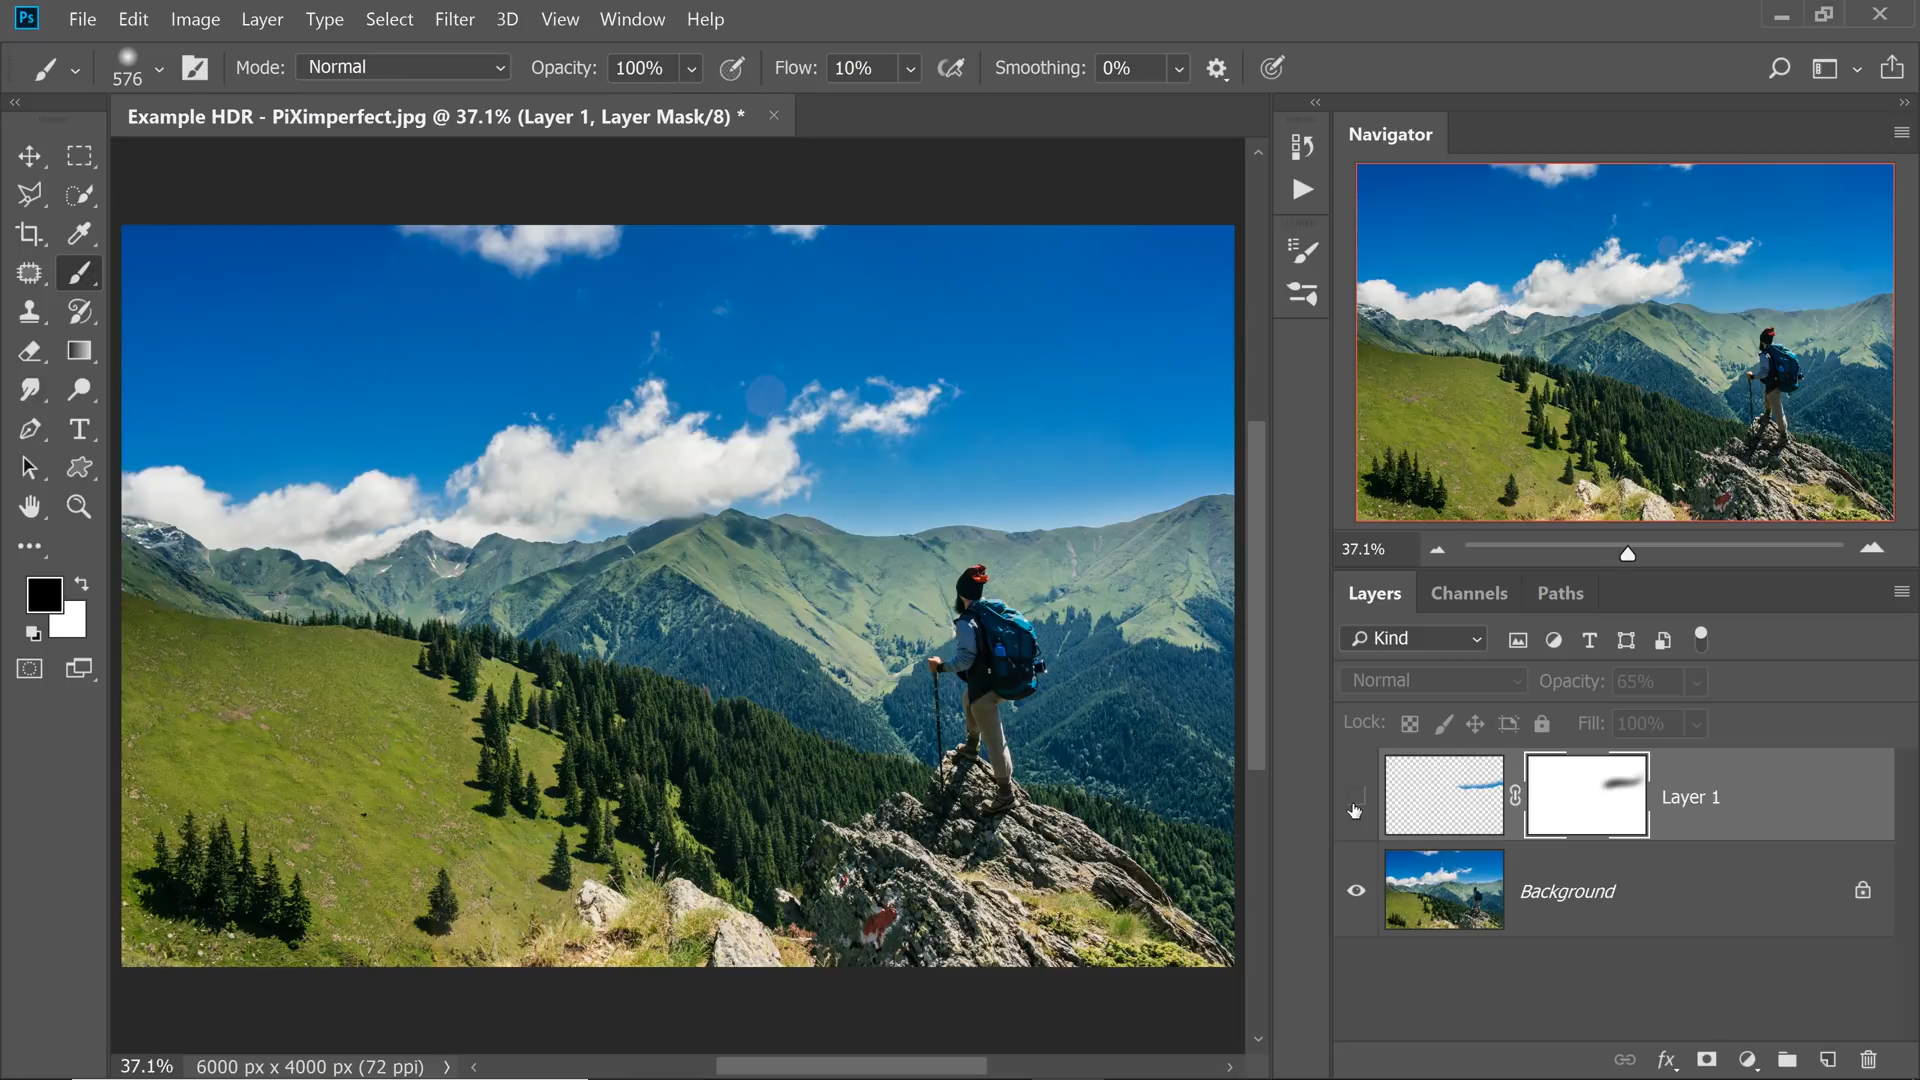 Ps File Edit Image Layer Type Select Filter 3D View Window Help
576 Mode: Normal Opacity: 100% Flow: 10% Smoothing: 0%
Example HDR - PiXimperfect.jpg @ 37.1% (Layer 1, Layer Mask/8) *
Navigator
37.1%
Layers Channels Paths
Kind
Normal Opacity: 65%
Lock: Fill: 100%
Layer 1
Background
37.1% 6000 px x 4000 px (72 ppi)